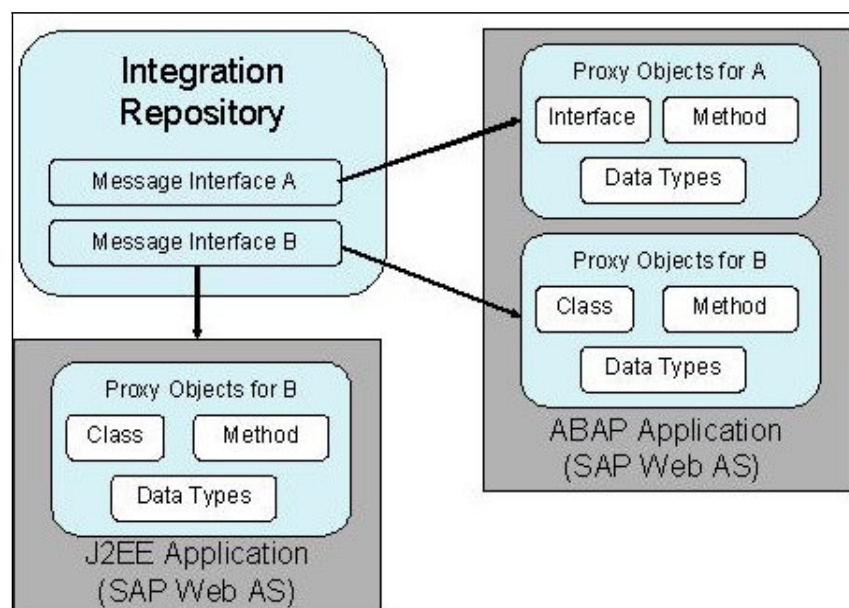 Integration
Repository
Message Interface A
Message Interface B
Proxy Objects for A
Interface
Method
Data Types
Proxy Objects for B
Class
Method
Data Types
ABAP Application
(SAP Web AS)
Proxy Objects for B
Class
Method
Data Types
J2EE Application
(SAP Web AS)